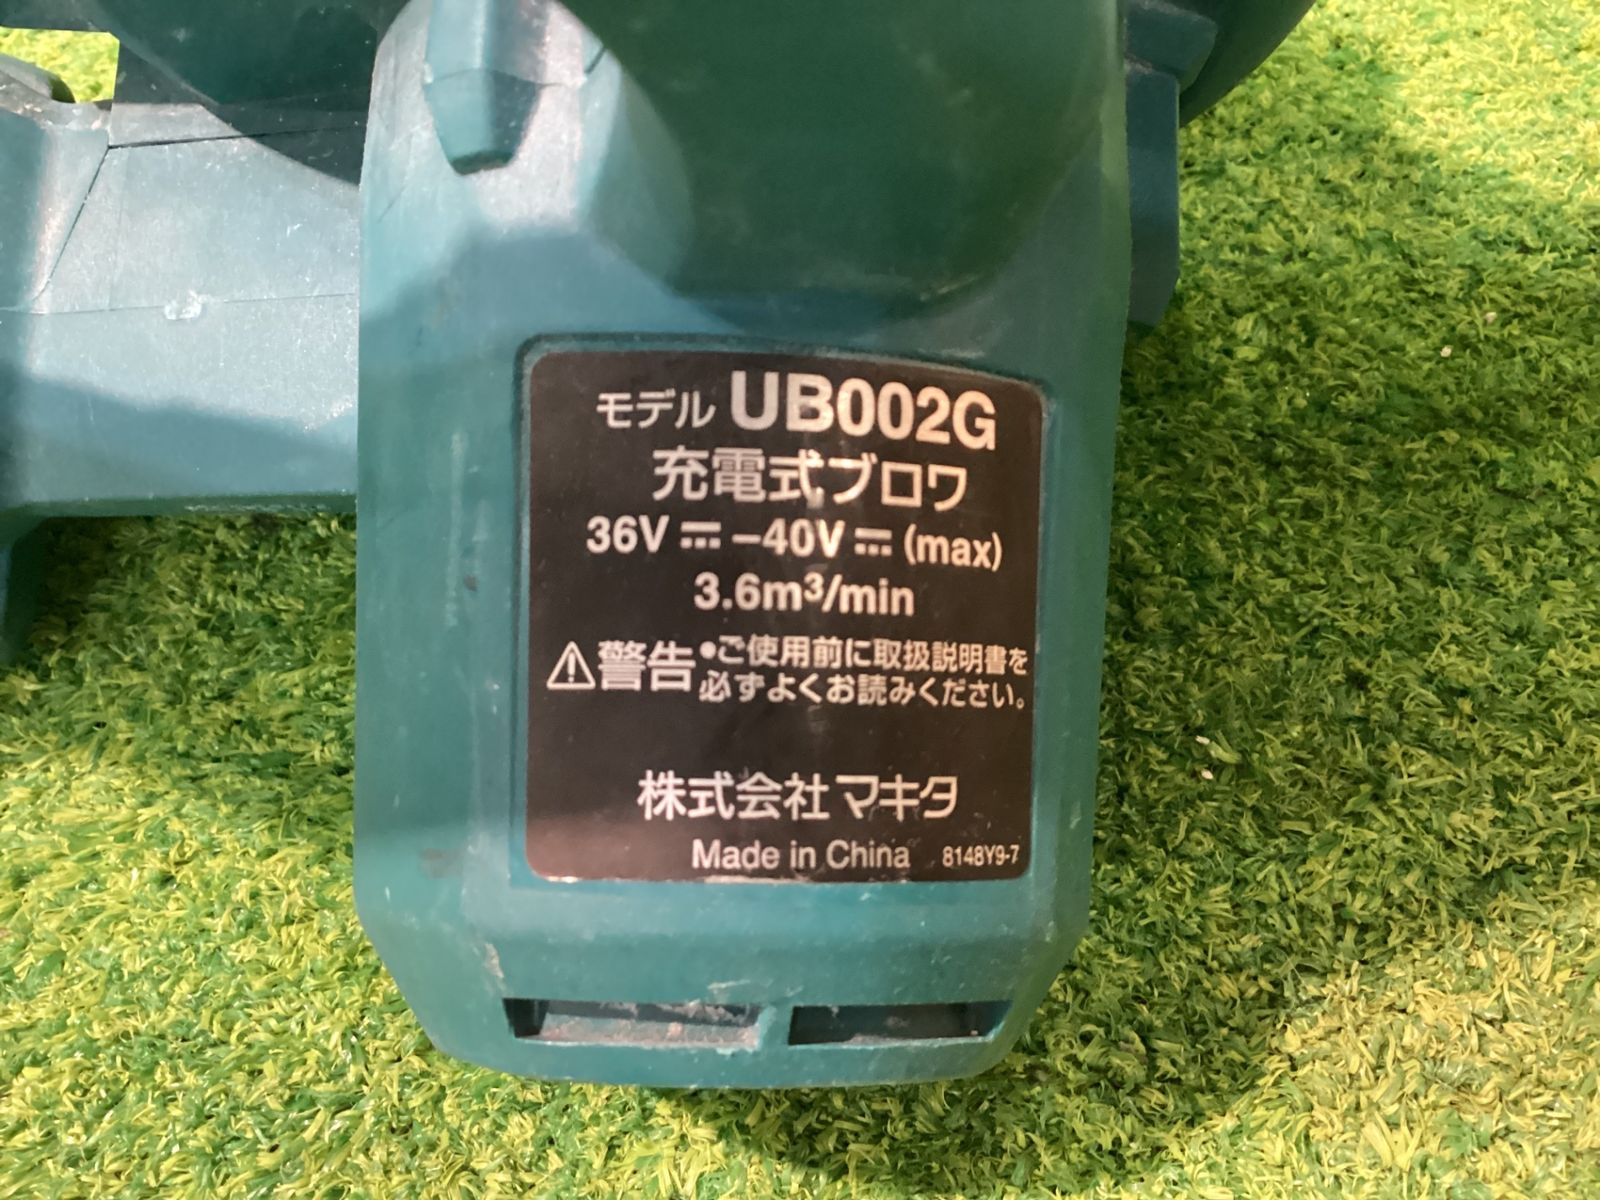 モデル UB002G
充電式ブロワ
36V ⎓ –40V ⎓ (max)
3.6m³/min
⚠警告 •ご使用前に取扱説明書を
必ずよくお読みください。
株式会社マキタ
Made in China 8148Y9-7